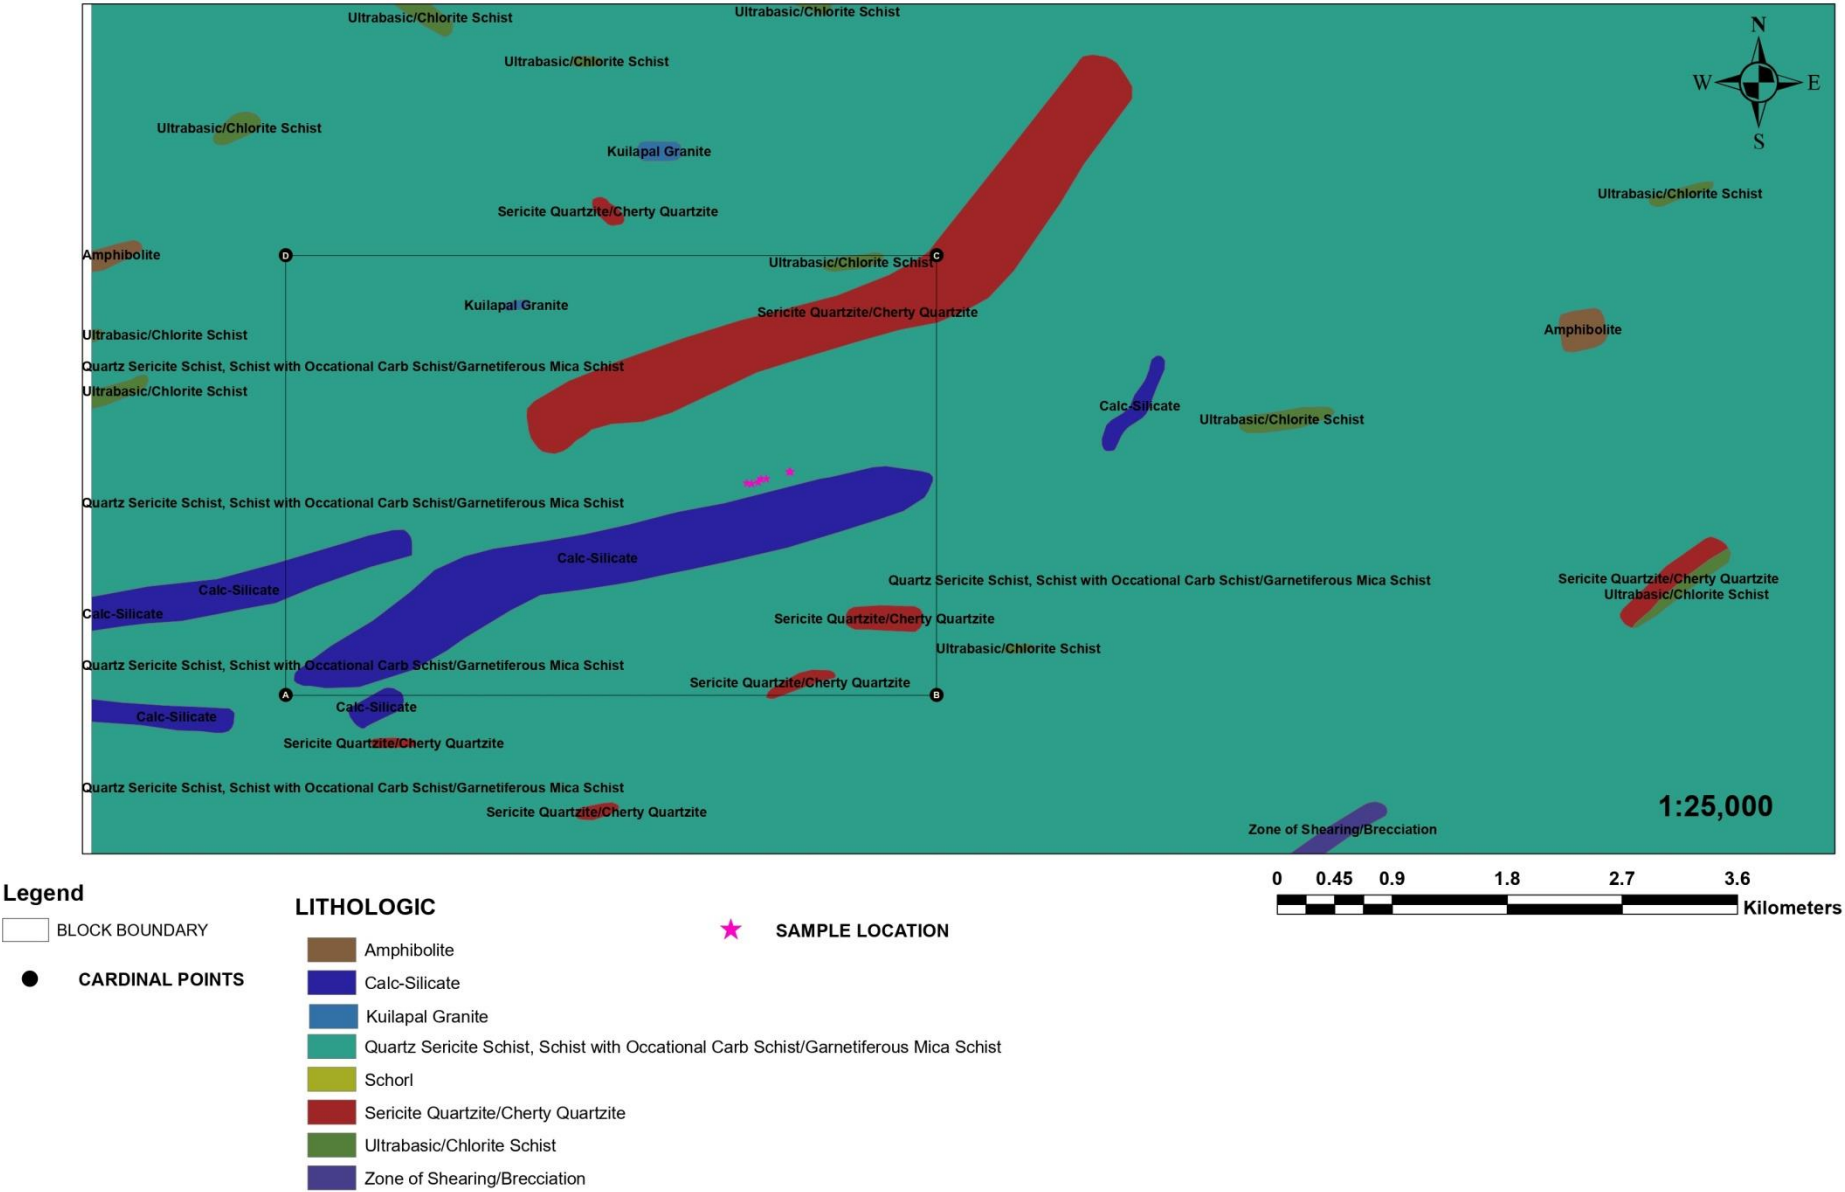 Ultrabasic/Chlorite Schist
Ultrabasic/Chlorite Schist
N
Ultrabasic/Chlorite Schist
W
E
S
Ultrabasic/Chlorite Schist
Kuilapal Granite
Ultrabasic/Chlorite Schist
Sericite Quartzite/Cherty Quartzite
Amphibolite
D
Ultrabasic/Chlorite Schist
C
Kuilapal Granite
Sericite Quartzite/Cherty Quartzite
Amphibolite
Ultrabasic/Chlorite Schist
Quartz Sericite Schist, Schist with Occational Carb Schist/Garnetiferous Mica Schist
Ultrabasic/Chlorite Schist
Calc-Silicate
Ultrabasic/Chlorite Schist
Quartz Sericite Schist, Schist with Occational Carb Schist/Garnetiferous Mica Schist
Calc-Silicate
Quartz Sericite Schist, Schist with Occational Carb Schist/Garnetiferous Mica Schist
Sericite Quartzite/Cherty Quartzite
Ultrabasic/Chlorite Schist
Calc-Silicate
Calc-Silicate
Sericite Quartzite/Cherty Quartzite
Ultrabasic/Chlorite Schist
Quartz Sericite Schist, Schist with Occational Carb Schist/Garnetiferous Mica Schist
Sericite Quartzite/Cherty Quartzite
A
B
Calc-Silicate
Calc-Silicate
Sericite Quartzite/Cherty Quartzite
Quartz Sericite Schist, Schist with Occational Carb Schist/Garnetiferous Mica Schist
Sericite Quartzite/Cherty Quartzite
1:25,000
Zone of Shearing/Brecciation
0 0.45 0.9 1.8 2.7 3.6
Kilometers
Legend
BLOCK BOUNDARY
CARDINAL POINTS
LITHOLOGIC
Amphibolite
Calc-Silicate
Kuilapal Granite
Quartz Sericite Schist, Schist with Occational Carb Schist/Garnetiferous Mica Schist
Schorl
Sericite Quartzite/Cherty Quartzite
Ultrabasic/Chlorite Schist
Zone of Shearing/Brecciation
SAMPLE LOCATION